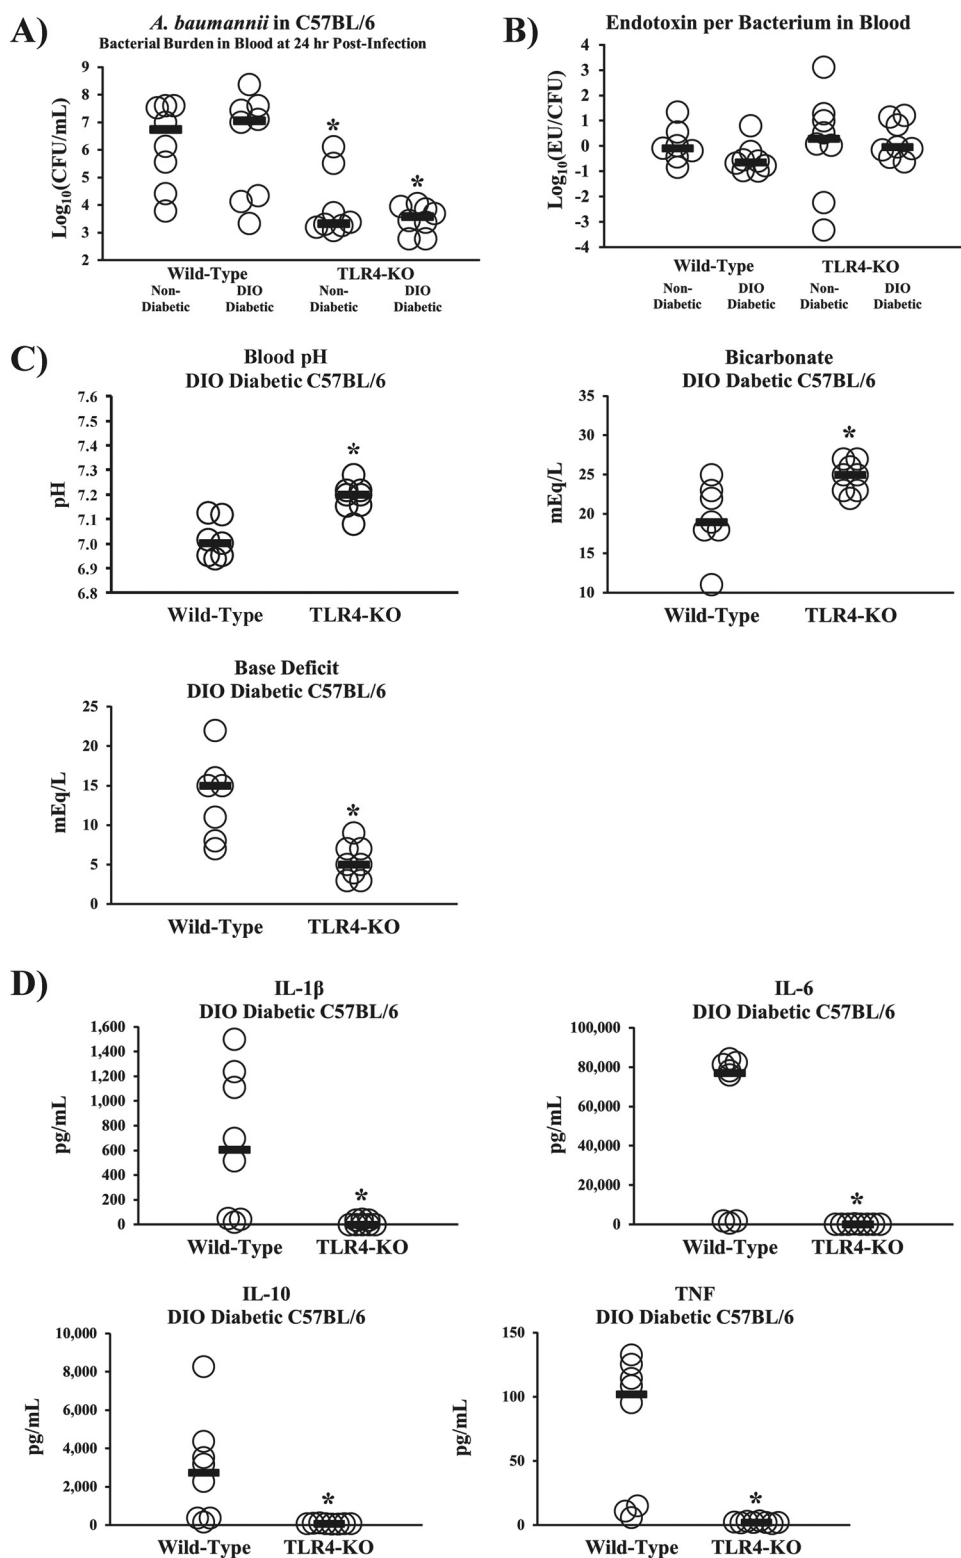 A)
A. baumannii in C57BL/6
Bacterial Burden in Blood at 24 hr Post-Infection
Log10(CFU/mL)
9
8
7
6
5
4
3
2
*
*
Wild-Type TLR4-KO
Non-Diabetic
DIO Diabetic
Non-Diabetic
DIO Diabetic
B)
Endotoxin per Bacterium in Blood
Log10(EU/CFU)
4
3
2
1
0
-1
-2
-3
-4
Wild-Type TLR4-KO
Non-Diabetic
DIO Diabetic
Non-Diabetic
DIO Diabetic
C)
Blood pH
DIO Diabetic C57BL/6
pH
7.6
7.5
7.4
7.3
7.2
7.1
7.0
6.9
6.8
*
Wild-Type TLR4-KO
Bicarbonate
DIO Dabetic C57BL/6
mEq/L
35
30
25
20
15
10
*
Wild-Type TLR4-KO
Base Deficit
DIO Diabetic C57BL/6
mEq/L
25
20
15
10
5
0
*
Wild-Type TLR4-KO
D)
IL-1β
DIO Diabetic C57BL/6
pg/mL
1,600
1,400
1,200
1,000
800
600
400
200
0
*
Wild-Type TLR4-KO
IL-6
DIO Diabetic C57BL/6
pg/mL
100,000
80,000
60,000
40,000
20,000
0
*
Wild-Type TLR4-KO
IL-10
DIO Diabetic C57BL/6
pg/mL
10,000
8,000
6,000
4,000
2,000
0
*
Wild-Type TLR4-KO
TNF
DIO Diabetic C57BL/6
pg/mL
150
100
50
0
*
Wild-Type TLR4-KO